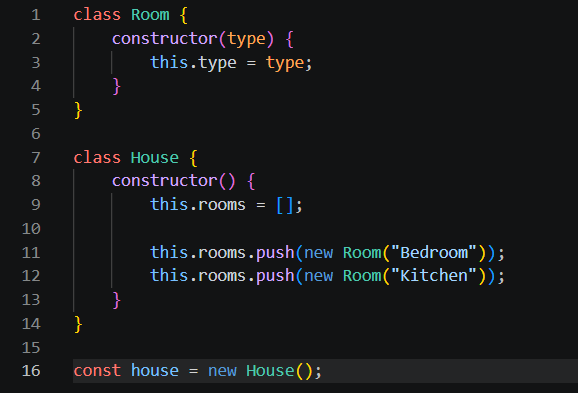 1 class Room {
2     constructor(type) {
3         this.type = type;
4     }
5 }
6
7 class House {
8     constructor() {
9         this.rooms = [];
10
11         this.rooms.push(new Room("Bedroom"));
12         this.rooms.push(new Room("Kitchen"));
13     }
14 }
15
16 const house = new House();